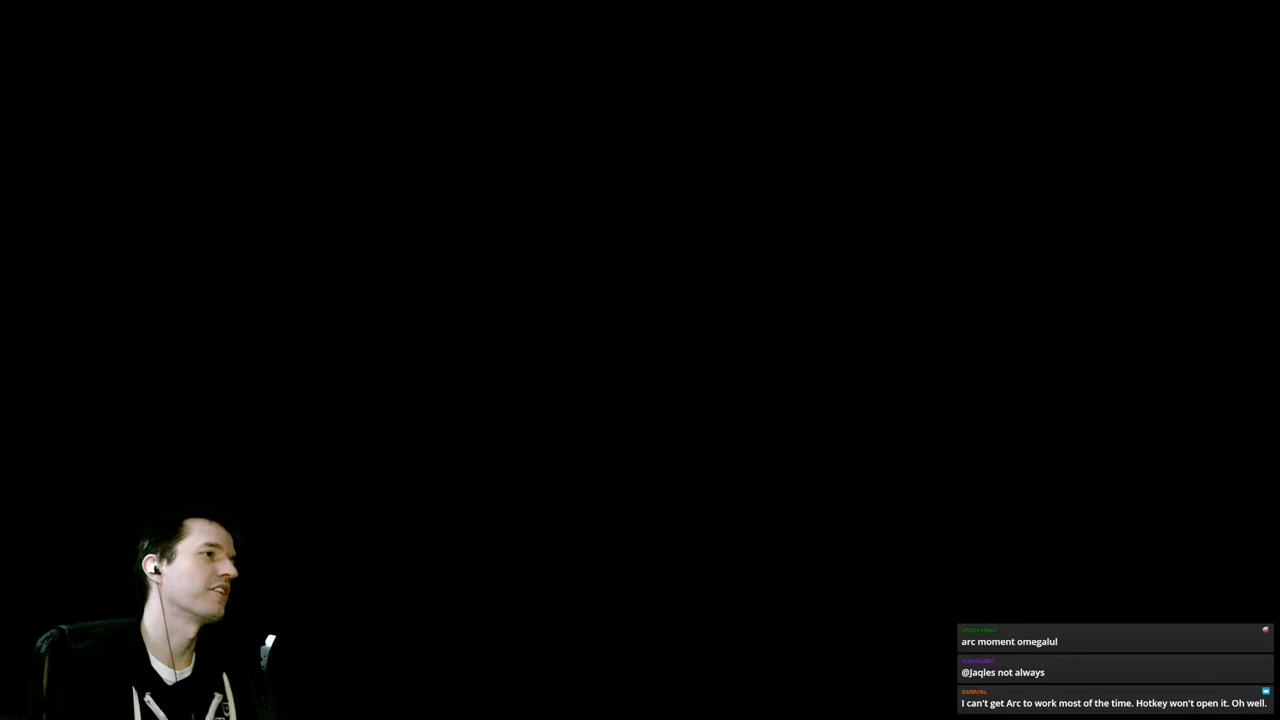 arc moment omegalul
@Jaqles not always
OMENIRL
I can't get Arc to work most of the time. Hotkey won't open it. Oh well.